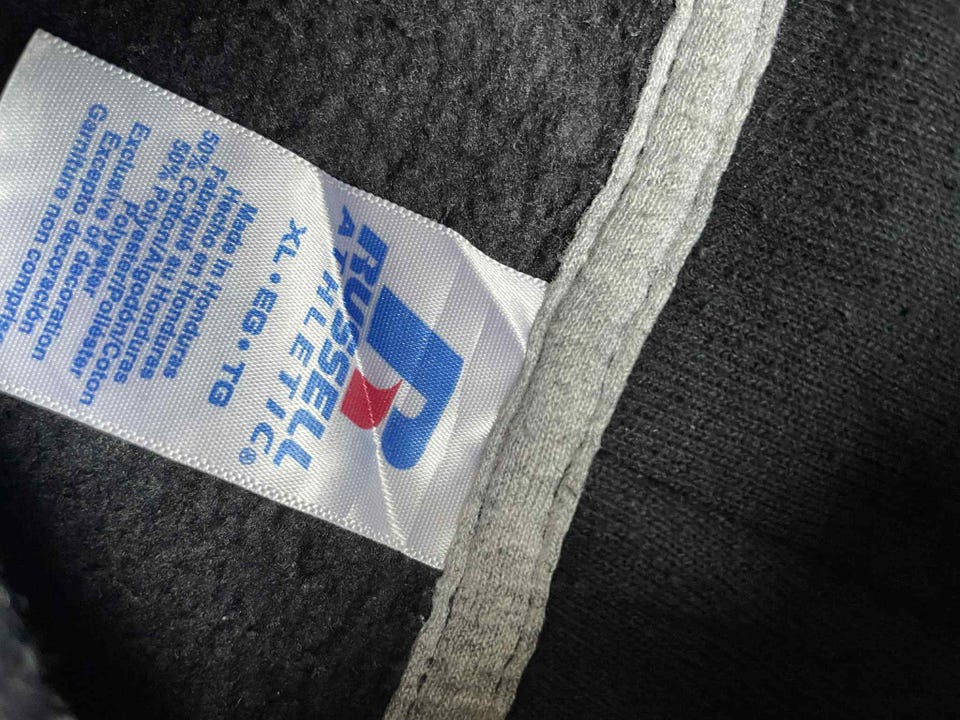 RUSSELL
ATHLETIC®
XL • EG • TG
Made in Honduras
Hecho en Honduras
Fabriqué au Honduras
50% Cotton/Algodón/Coton
50% Polyester/Poliéster
Polyester
Exclusive of decoration
Excepto decoración
Garniture non compris